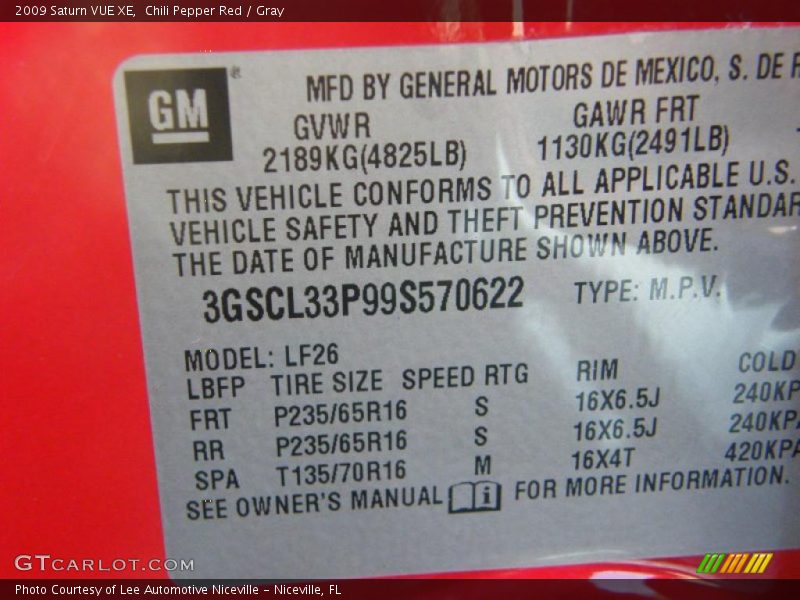 2009 Saturn VUE XE, Chili Pepper Red / Gray
GM ®
MFD BY GENERAL MOTORS DE MEXICO, S. DE
GVWR GAWR FRT
2189KG(4825LB) 1130KG(2491LB)
THIS VEHICLE CONFORMS TO ALL APPLICABLE U.S.
VEHICLE SAFETY AND THEFT PREVENTION STANDAR
THE DATE OF MANUFACTURE SHOWN ABOVE.
3GSCL33P99S570622 TYPE: M.P.V.
MODEL: LF26
LBFP TIRE SIZE SPEED RTG RIM COLD
FRT P235/65R16 S 16X6.5J 240KP
RR P235/65R16 S 16X6.5J 240KPA
SPA T135/70R16 M 16X4T 420KPA
SEE OWNER'S MANUAL i FOR MORE INFORMATION.
GTCARLOT.COM
Photo Courtesy of Lee Automotive Niceville - Niceville, FL